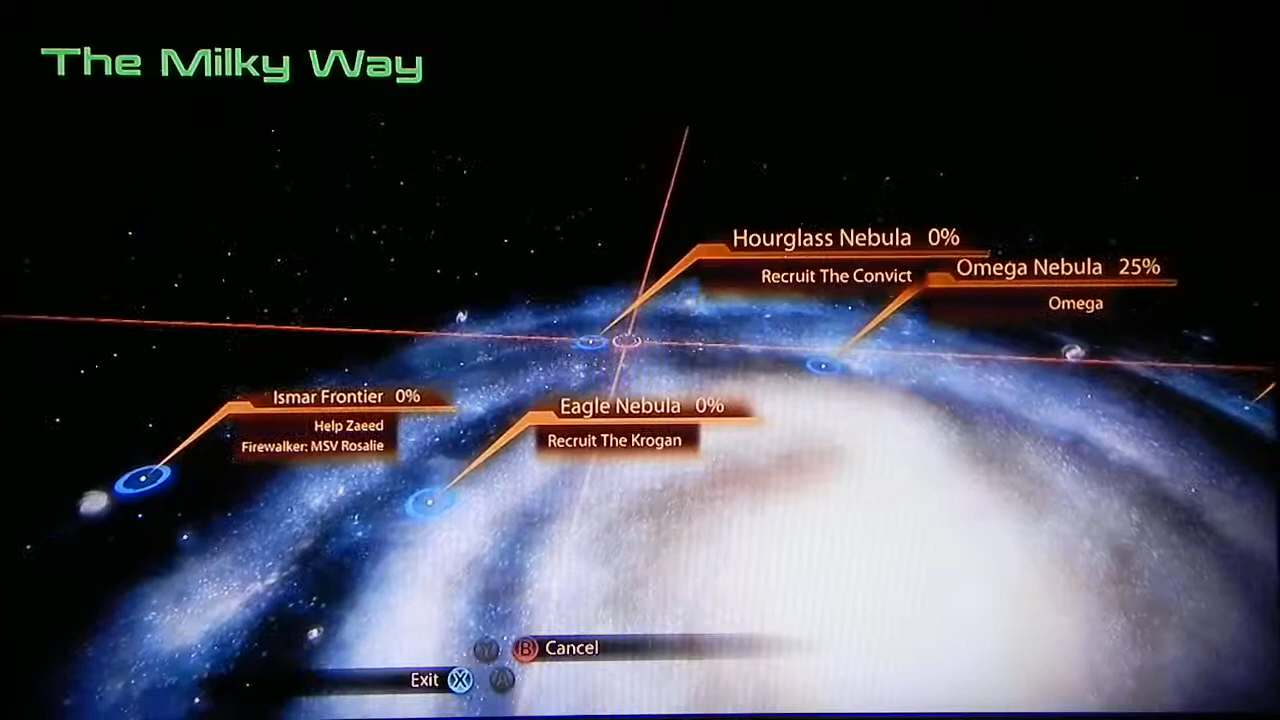 The Milky Way
Hourglass Nebula 0%
Recruit The Convict
Omega Nebula 25%
Omega
Ismar Frontier 0%
Help Zaeed
Firewalker: MSV Rosalie
Eagle Nebula 0%
Recruit The Krogan
Y
B Cancel
Exit X A